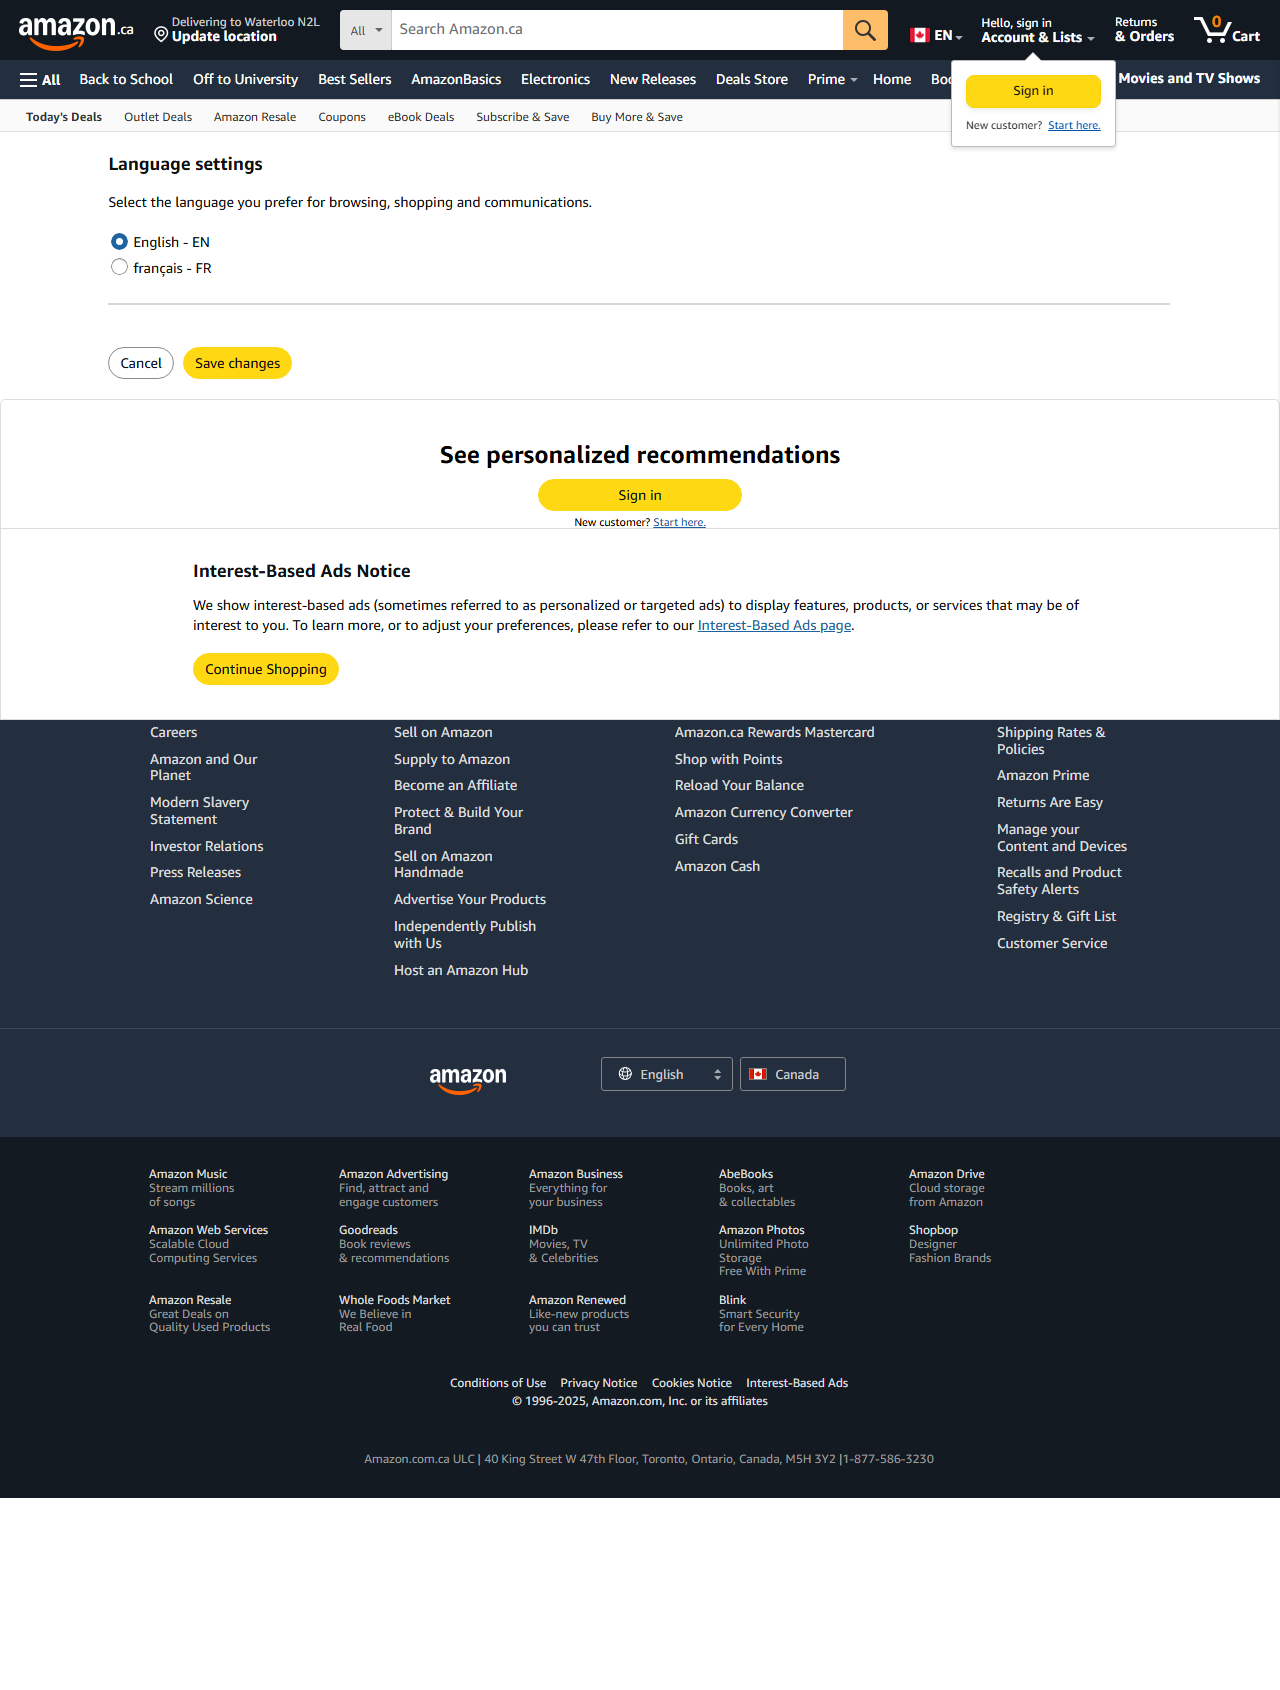 amazon.ca
Delivering to Waterloo N2L
Update location
All
Search Amazon.ca
EN
Hello, sign in
Account & Lists
Returns
& Orders
0
Cart
All
Back to School
Off to University
Best Sellers
AmazonBasics
Electronics
New Releases
Deals Store
Prime
Home
Movies and TV Shows
Sign in
New customer? Start here.
Today's Deals
Outlet Deals
Amazon Resale
Coupons
eBook Deals
Subscribe & Save
Buy More & Save
Language settings
Select the language you prefer for browsing, shopping and communications.
English - EN
français - FR
Cancel
Save changes
See personalized recommendations
Sign in
New customer? Start here.
Interest-Based Ads Notice
We show interest-based ads (sometimes referred to as personalized or targeted ads) to display features, products, or services that may be of
interest to you. To learn more, or to adjust your preferences, please refer to our Interest-Based Ads page.
Continue Shopping
Careers
Amazon and Our
Planet
Modern Slavery
Statement
Investor Relations
Press Releases
Amazon Science
Sell on Amazon
Supply to Amazon
Become an Affiliate
Protect & Build Your
Brand
Sell on Amazon
Handmade
Advertise Your Products
Independently Publish
with Us
Host an Amazon Hub
Amazon.ca Rewards Mastercard
Shop with Points
Reload Your Balance
Amazon Currency Converter
Gift Cards
Amazon Cash
Shipping Rates &
Policies
Amazon Prime
Returns Are Easy
Manage your
Content and Devices
Recalls and Product
Safety Alerts
Registry & Gift List
Customer Service
amazon
English
Canada
Amazon Music
Stream millions
of songs
Amazon Advertising
Find, attract and
engage customers
Amazon Business
Everything for
your business
AbeBooks
Books, art
& collectables
Amazon Drive
Cloud storage
from Amazon
Amazon Web Services
Scalable Cloud
Computing Services
Goodreads
Book reviews
& recommendations
IMDb
Movies, TV
& Celebrities
Amazon Photos
Unlimited Photo
Storage
Free With Prime
Shopbop
Designer
Fashion Brands
Amazon Resale
Great Deals on
Quality Used Products
Whole Foods Market
We Believe in
Real Food
Amazon Renewed
Like-new products
you can trust
Blink
Smart Security
for Every Home
Conditions of Use
Privacy Notice
Cookies Notice
Interest-Based Ads
© 1996-2025, Amazon.com, Inc. or its affiliates
Amazon.com.ca ULC | 40 King Street W 47th Floor, Toronto, Ontario, Canada, M5H 3Y2 |1-877-586-3230